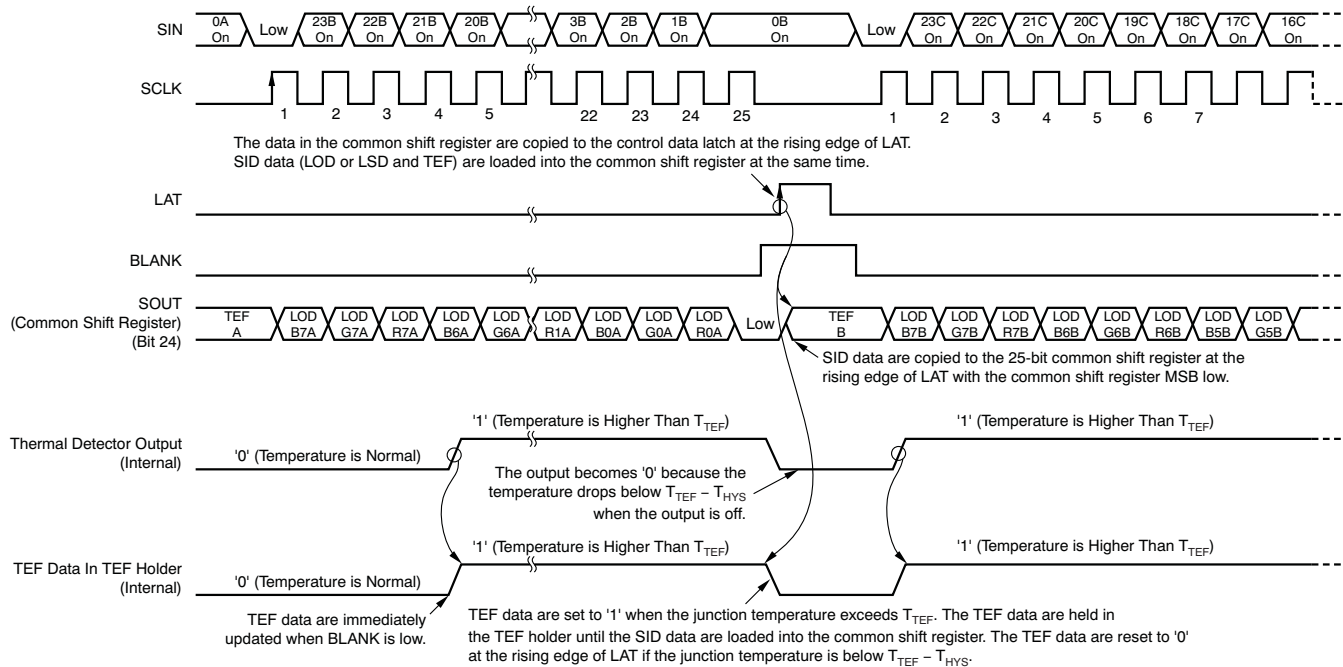 SIN
0A On
Low
23B On
22B On
21B On
20B On
3B On
2B On
1B On
0B On
Low
23C On
22C On
21C On
20C On
19C On
18C On
17C On
16C On
SCLK
1 2 3 4 5 22 23 24 25 1 2 3 4 5 6 7
The data in the common shift register are copied to the control data latch at the rising edge of LAT.
SID data (LOD or LSD and TEF) are loaded into the common shift register at the same time.
LAT
BLANK
SOUT
(Common Shift Register)
(Bit 24)
TEF A
LOD B7A
LOD G7A
LOD R7A
LOD B6A
LOD G6A
LOD R1A
LOD B0A
LOD G0A
LOD R0A
Low
TEF B
LOD B7B
LOD G7B
LOD R7B
LOD B6B
LOD G6B
LOD R6B
LOD B5B
LOD G5B
SID data are copied to the 25-bit common shift register at the
rising edge of LAT with the common shift register MSB low.
Thermal Detector Output
(Internal)
'0' (Temperature is Normal)
'1' (Temperature is Higher Than TTEF)
'1' (Temperature is Higher Than TTEF)
The output becomes '0' because the
temperature drops below TTEF – THYS
when the output is off.
TEF Data In TEF Holder
(Internal)
'0' (Temperature is Normal)
'1' (Temperature is Higher Than TTEF)
'1' (Temperature is Higher Than TTEF)
TEF data are immediately
updated when BLANK is low.
TEF data are set to '1' when the junction temperature exceeds TTEF. The TEF data are held in
the TEF holder until the SID data are loaded into the common shift register. The TEF data are reset to '0'
at the rising edge of LAT if the junction temperature is below TTEF – THYS.